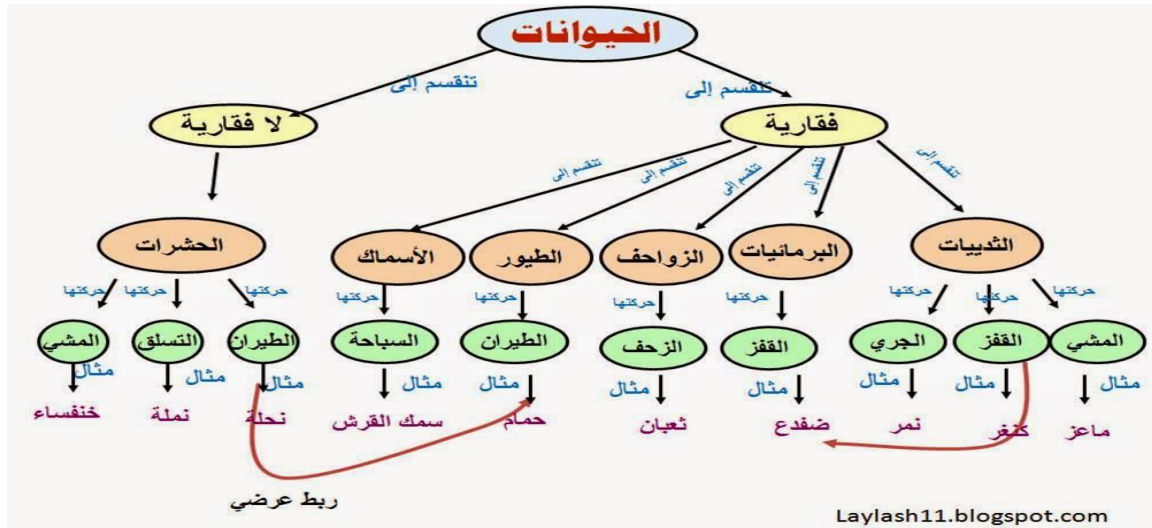 الحيوانات
تنقسم إلى
تنقسم إلى
فقارية
لا فقارية
تنقسم إلى
تنقسم إلى
تنقسم إلى
تنقسم إلى
تنقسم إلى
الثدييات
البرمائيات
الزواحف
الطيور
الأسماك
الحشرات
حركتها
حركتها
حركتها
حركتها
حركتها
حركتها
حركتها
حركتها
حركتها
حركتها
المشي
القفز
الجري
القفز
الزحف
الطيران
السباحة
الطيران
التسلق
المشي
مثال
مثال
مثال
مثال
مثال
مثال
مثال
مثال
مثال
مثال
ماعز
كنغر
نمر
ضفدع
ثعبان
حمام
سمك القرش
نحلة
نملة
خنفساء
ربط عرضي
Laylash11.blogspot.com